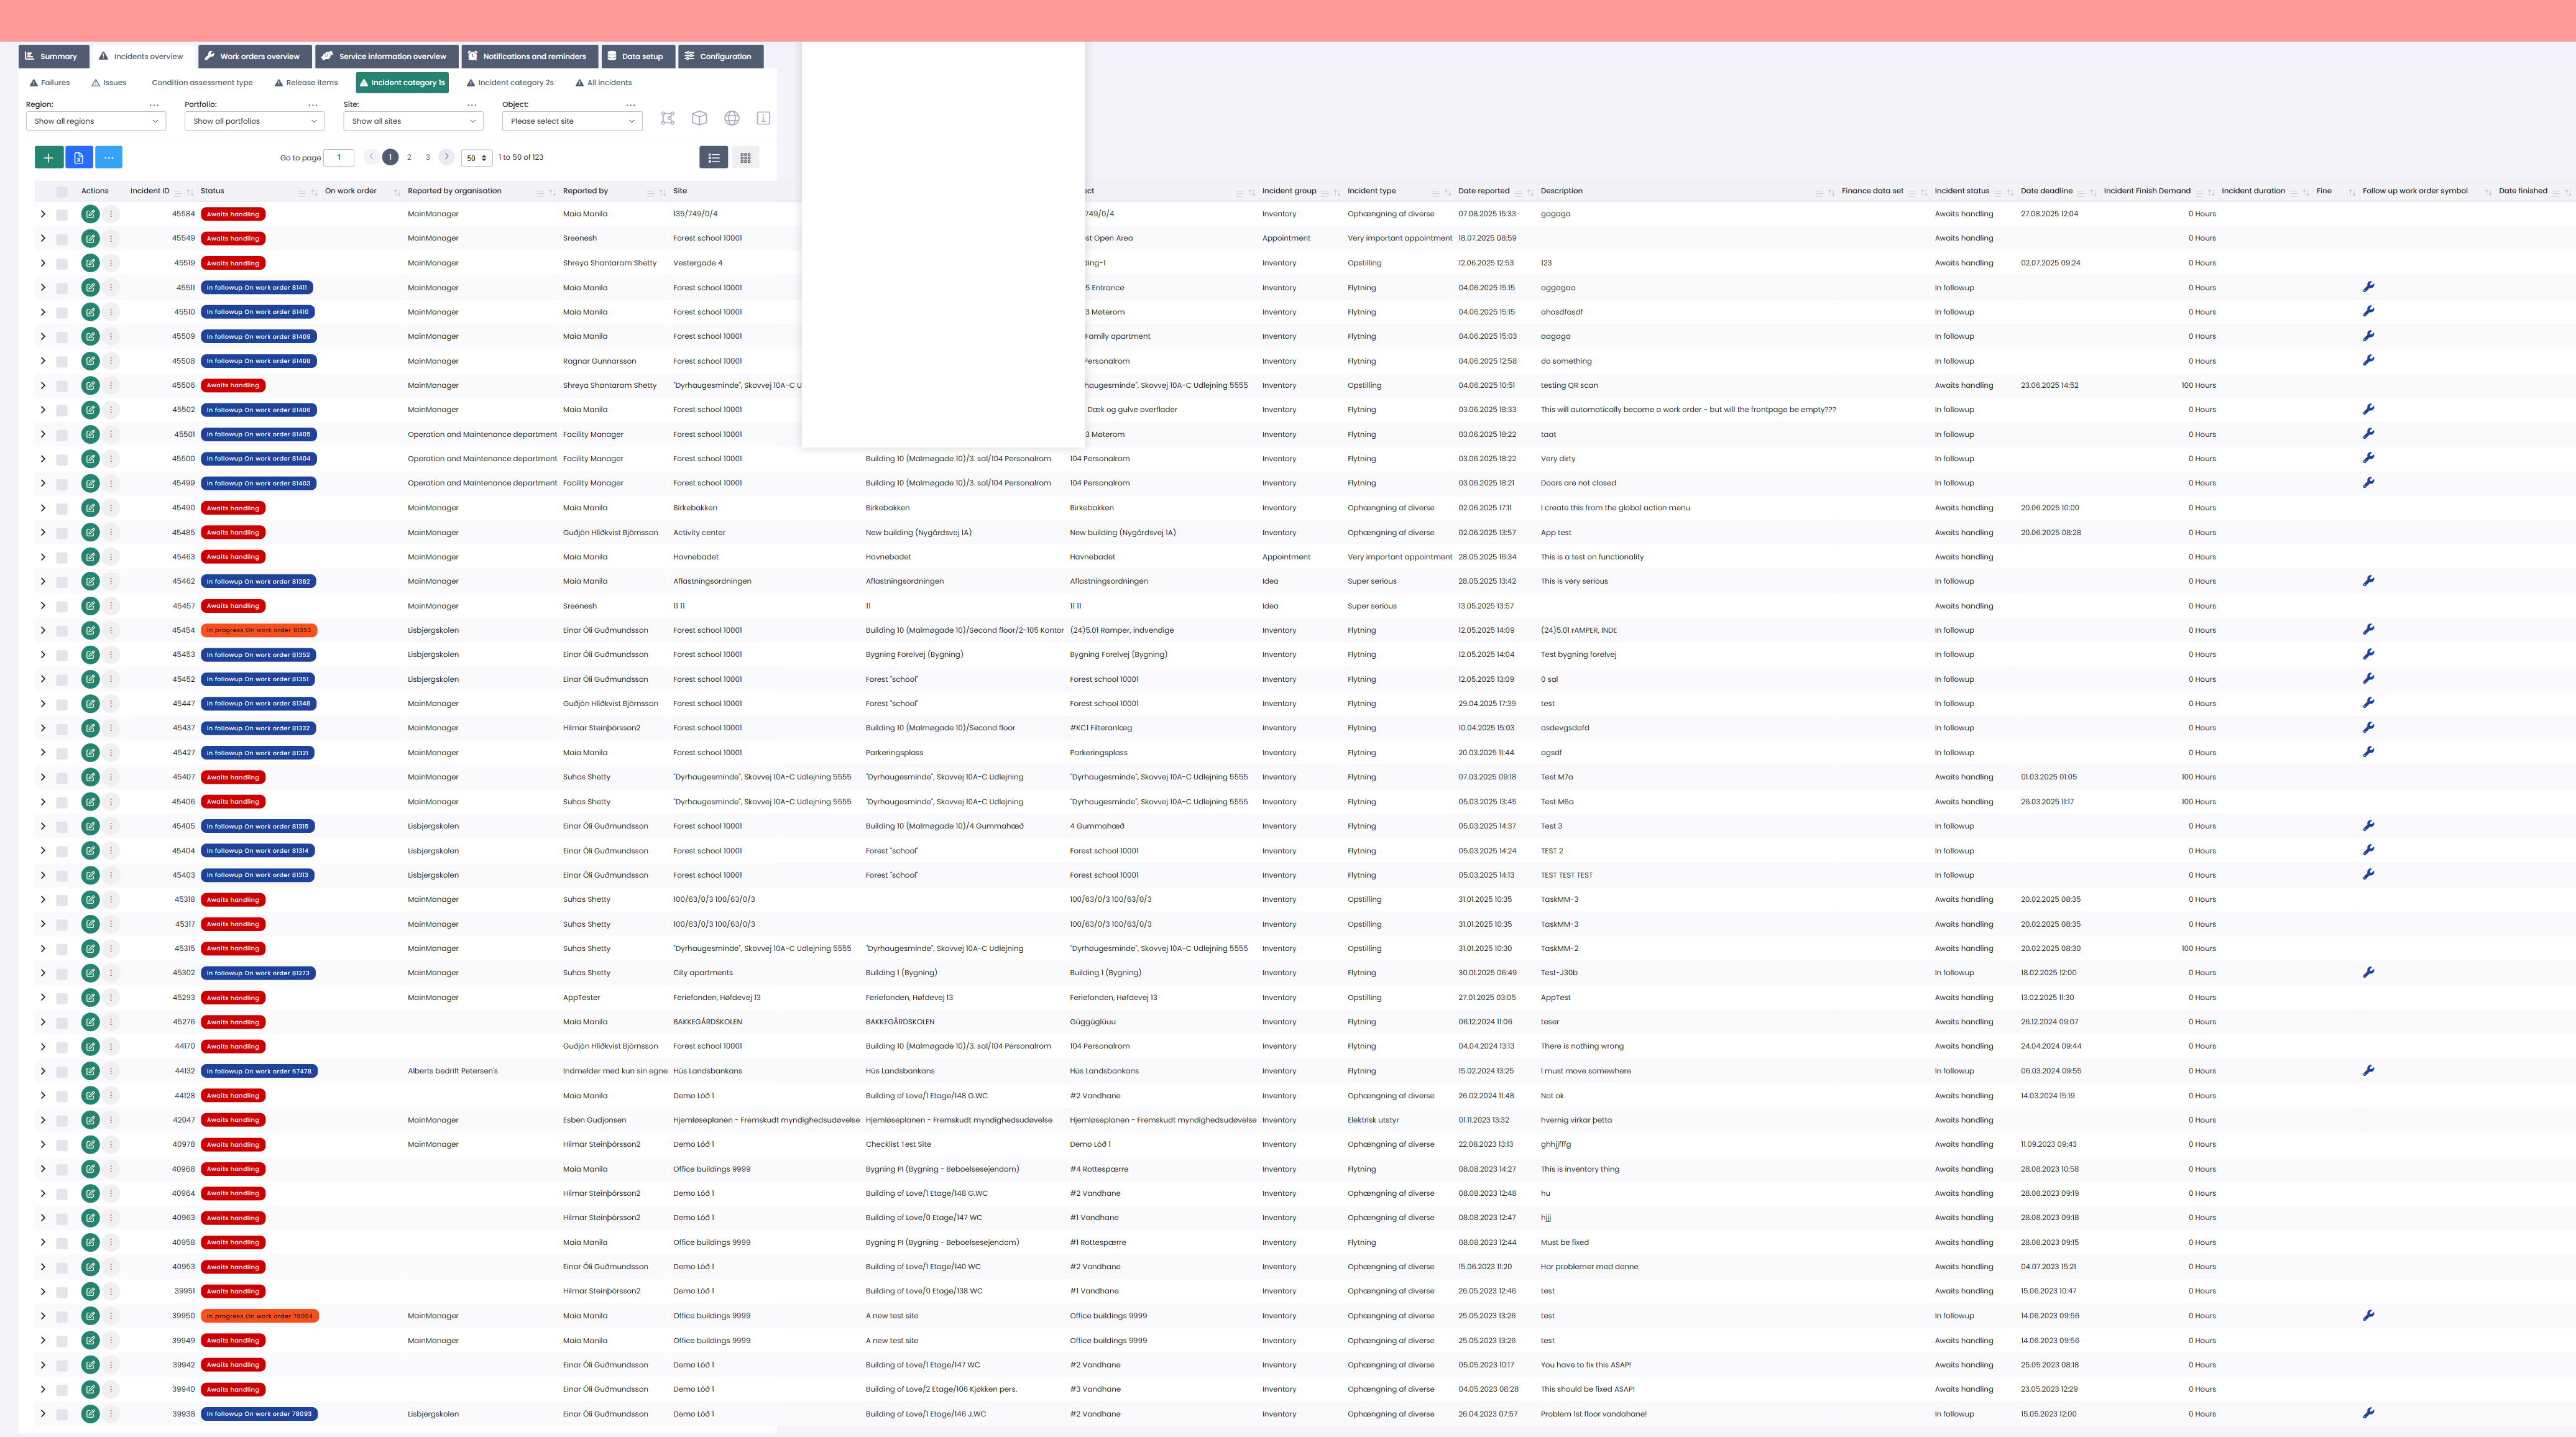 Summary Incidents overview Work orders overview Service information overview Notifications and reminders Data setup Configuration
Failures Issues Condition assessment type Release items Incident category 1s Incident category 2s All incidents
Region: ... Portfolio: ... Site: ... Object: ...
Show all regions Show all portfolios Show all sites Please select site
+ ... Go to page 1 1 2 3 50 1 to 50 of 123
Actions Incident ID Status On work order Reported by organisation Reported by Site ect Incident group Incident type Date reported Description Finance data set Incident status Date deadline Incident Finish Demand Incident duration Fine Follow up work order symbol Date finished
45584 Awaits handling MainManager Maia Manila 135/749/0/4 749/0/4 Inventory Ophængning af diverse 07.08.2025 15:33 gagaga Awaits handling 27.08.2025 12:04 0 Hours
45549 Awaits handling MainManager Sreenesh Forest school 10001 st Open Area Appointment Very important appointment 18.07.2025 08:59 Awaits handling 0 Hours
45519 Awaits handling MainManager Shreya Shantaram Shetty Vestergade 4 ding-1 Inventory Opstilling 12.06.2025 12:53 123 Awaits handling 02.07.2025 09:24 0 Hours
45511 In followup On work order 81411 MainManager Maia Manila Forest school 10001 5 Entrance Inventory Flytning 04.06.2025 15:15 aggagaa In followup 0 Hours
45510 In followup On work order 81410 MainManager Maia Manila Forest school 10001 3 Møterom Inventory Flytning 04.06.2025 15:15 ahasdfasdf In followup 0 Hours
45509 In followup On work order 81409 MainManager Maia Manila Forest school 10001 Family apartment Inventory Flytning 04.06.2025 15:03 aagaga In followup 0 Hours
45508 In followup On work order 81408 MainManager Ragnar Gunnarsson Forest school 10001 Personalrom Inventory Flytning 04.06.2025 12:58 do something In followup 0 Hours
45506 Awaits handling MainManager Shreya Shantaram Shetty "Dyrhaugesminde", Skovvej 10A-C U haugesminde", Skovvej 10A-C Udlejning 5555 Inventory Opstilling 04.06.2025 10:51 testing QR scan Awaits handling 23.06.2025 14:52 100 Hours
45502 In followup On work order 81406 MainManager Maia Manila Forest school 10001 Dæk og gulve overflader Inventory Flytning 03.06.2025 18:33 This will automatically become a work order - but will the frontpage be empty??? In followup 0 Hours
45501 In followup On work order 81405 Operation and Maintenance department Facility Manager Forest school 10001 3 Møterom Inventory Flytning 03.06.2025 18:22 taat In followup 0 Hours
45500 In followup On work order 81404 Operation and Maintenance department Facility Manager Forest school 10001 Building 10 (Malmøgade 10)/3. sal/104 Personalrom 104 Personalrom Inventory Flytning 03.06.2025 18:22 Very dirty In followup 0 Hours
45499 In followup On work order 81403 Operation and Maintenance department Facility Manager Forest school 10001 Building 10 (Malmøgade 10)/3. sal/104 Personalrom 104 Personalrom Inventory Flytning 03.06.2025 18:21 Doors are not closed In followup 0 Hours
45490 Awaits handling MainManager Maia Manila Birkebakken Birkebakken Birkebakken Inventory Ophængning af diverse 02.06.2025 17:11 I create this from the global action menu Awaits handling 20.06.2025 10:00 0 Hours
45485 Awaits handling MainManager Guðjón Hliðkvist Björnsson Activity center New building (Nygårdsvej 1A) New building (Nygårdsvej 1A) Inventory Ophængning af diverse 02.06.2025 13:57 App test Awaits handling 20.06.2025 08:28 0 Hours
45463 Awaits handling MainManager Maia Manila Havnebadet Havnebadet Havnebadet Appointment Very important appointment 28.05.2025 16:34 This is a test on functionality Awaits handling 0 Hours
45462 In followup On work order 81362 MainManager Maia Manila Aflastningsordningen Aflastningsordningen Aflastningsordningen Idea Super serious 28.05.2025 13:42 This is very serious In followup 0 Hours
45457 Awaits handling MainManager Sreenesh 11 11 11 11 11 Idea Super serious 13.05.2025 13:57 Awaits handling 0 Hours
45454 In progress On work order 81353 Lisbjergskolen Einar Óli Guðmundsson Forest school 10001 Building 10 (Malmøgade 10)/Second floor/2-105 Kontor (24)5.01 Ramper, indvendige Inventory Flytning 12.05.2025 14:09 (24)5.01 rAMPER, INDE In followup 0 Hours
45453 In followup On work order 81352 Lisbjergskolen Einar Óli Guðmundsson Forest school 10001 Bygning Forelvej (Bygning) Bygning Forelvej (Bygning) Inventory Flytning 12.05.2025 14:04 Test bygning forelvej In followup 0 Hours
45452 In followup On work order 81351 Lisbjergskolen Einar Óli Guðmundsson Forest school 10001 Forest "school" Forest school 10001 Inventory Flytning 12.05.2025 13:09 0 sal In followup 0 Hours
45447 In followup On work order 81348 MainManager Guðjón Hliðkvist Björnsson Forest school 10001 Forest "school" Forest school 10001 Inventory Flytning 29.04.2025 17:39 test In followup 0 Hours
45437 In followup On work order 81332 MainManager Hilmar Steinþórsson2 Forest school 10001 Building 10 (Malmøgade 10)/Second floor #KC1 Filteranlæg Inventory Flytning 10.04.2025 15:03 asdevgsdafd In followup 0 Hours
45427 In followup On work order 81321 MainManager Maia Manila Forest school 10001 Parkeringsplass Parkeringsplass Inventory Flytning 20.03.2025 11:44 agsdf In followup 0 Hours
45407 Awaits handling MainManager Suhas Shetty "Dyrhaugesminde", Skovvej 10A-C Udlejning 5555 "Dyrhaugesminde", Skovvej 10A-C Udlejning "Dyrhaugesminde", Skovvej 10A-C Udlejning 5555 Inventory Flytning 07.03.2025 09:18 Test M7a Awaits handling 01.03.2025 01:05 100 Hours
45406 Awaits handling MainManager Suhas Shetty "Dyrhaugesminde", Skovvej 10A-C Udlejning 5555 "Dyrhaugesminde", Skovvej 10A-C Udlejning "Dyrhaugesminde", Skovvej 10A-C Udlejning 5555 Inventory Flytning 05.03.2025 13:45 Test M6a Awaits handling 26.03.2025 11:17 100 Hours
45405 In followup On work order 81315 Lisbjergskolen Einar Óli Guðmundsson Forest school 10001 Building 10 (Malmøgade 10)/4 Gummahæð 4 Gummahæð Inventory Flytning 05.03.2025 14:37 Test 3 In followup 0 Hours
45404 In followup On work order 81314 Lisbjergskolen Einar Óli Guðmundsson Forest school 10001 Forest "school" Forest school 10001 Inventory Flytning 05.03.2025 14:24 TEST 2 In followup 0 Hours
45403 In followup On work order 81313 Lisbjergskolen Einar Óli Guðmundsson Forest school 10001 Forest "school" Forest school 10001 Inventory Flytning 05.03.2025 14:13 TEST TEST TEST In followup 0 Hours
45318 Awaits handling MainManager Suhas Shetty 100/63/0/3 100/63/0/3 100/63/0/3 100/63/0/3 Inventory Opstilling 31.01.2025 10:35 TaskMM-3 Awaits handling 20.02.2025 08:35 0 Hours
45317 Awaits handling MainManager Suhas Shetty 100/63/0/3 100/63/0/3 100/63/0/3 100/63/0/3 Inventory Opstilling 31.01.2025 10:35 TaskMM-3 Awaits handling 20.02.2025 08:35 0 Hours
45315 Awaits handling MainManager Suhas Shetty "Dyrhaugesminde", Skovvej 10A-C Udlejning 5555 "Dyrhaugesminde", Skovvej 10A-C Udlejning "Dyrhaugesminde", Skovvej 10A-C Udlejning 5555 Inventory Opstilling 31.01.2025 10:30 TaskMM-2 Awaits handling 20.02.2025 08:30 100 Hours
45302 In followup On work order 81273 MainManager Suhas Shetty City apartments Building 1 (Bygning) Building 1 (Bygning) Inventory Flytning 30.01.2025 06:49 Test-J30b In followup 18.02.2025 12:00 0 Hours
45293 Awaits handling MainManager AppTester Feriefonden, Høfdevej 13 Feriefonden, Høfdevej 13 Feriefonden, Høfdevej 13 Inventory Opstilling 27.01.2025 03:05 AppTest Awaits handling 13.02.2025 11:30 0 Hours
45276 Awaits handling Maia Manila BAKKEGÅRDSKOLEN BAKKEGÅRDSKOLEN Gúggúglúuu Inventory Flytning 06.12.2024 11:06 teser Awaits handling 26.12.2024 09:07 0 Hours
44170 Awaits handling Guðjón Hliðkvist Björnsson Forest school 10001 Building 10 (Malmøgade 10)/3. sal/104 Personalrom 104 Personalrom Inventory Flytning 04.04.2024 13:13 There is nothing wrong Awaits handling 24.04.2024 09:44 0 Hours
44132 In followup On work order 67478 Alberts bedrift Petersen's Indmelder med kun sin egne Hús Landsbankans Hús Landsbankans Hús Landsbankans Inventory Flytning 15.02.2024 13:25 I must move somewhere In followup 06.03.2024 09:55 0 Hours
44128 Awaits handling Maia Manila Demo Lóð 1 Building of Love/1 Etage/148 G.WC #2 Vandhane Inventory Ophængning af diverse 26.02.2024 11:48 Not ok Awaits handling 14.03.2024 15:19 0 Hours
42047 Awaits handling MainManager Esben Gudjonsen Hjemløseplanen - Fremskudt myndighedsudøvelse Hjemløseplanen - Fremskudt myndighedsudøvelse Hjemløseplanen - Fremskudt myndighedsudøvelse Inventory Elektrisk utstyr 01.11.2023 13:32 hvernig virkar þetta Awaits handling 0 Hours
40978 Awaits handling MainManager Hilmar Steinþórsson2 Demo Lóð 1 Checklist Test Site Demo Lóð 1 Inventory Ophængning af diverse 22.08.2023 13:13 ghhjjfffg Awaits handling 11.09.2023 09:43 0 Hours
40968 Awaits handling Maia Manila Office buildings 9999 Bygning PI (Bygning - Beboelsesejendom) #4 Rottespærre Inventory Flytning 08.08.2023 14:27 This is inventory thing Awaits handling 28.08.2023 10:58 0 Hours
40964 Awaits handling Hilmar Steinþórsson2 Demo Lóð 1 Building of Love/1 Etage/148 G.WC #2 Vandhane Inventory Ophængning af diverse 08.08.2023 12:48 hu Awaits handling 28.08.2023 09:19 0 Hours
40963 Awaits handling Hilmar Steinþórsson2 Demo Lóð 1 Building of Love/0 Etage/147 WC #1 Vandhane Inventory Ophængning af diverse 08.08.2023 12:47 hjjj Awaits handling 28.08.2023 09:18 0 Hours
40958 Awaits handling Maia Manila Office buildings 9999 Bygning PI (Bygning - Beboelsesejendom) #1 Rottespærre Inventory Flytning 08.08.2023 12:44 Must be fixed Awaits handling 28.08.2023 09:15 0 Hours
40953 Awaits handling Einar Óli Guðmundsson Demo Lóð 1 Building of Love/1 Etage/140 WC #2 Vandhane Inventory Ophængning af diverse 15.06.2023 11:20 Har problemer med denne Awaits handling 04.07.2023 15:21 0 Hours
39951 Awaits handling Hilmar Steinþórsson2 Demo Lóð 1 Building of Love/0 Etage/138 WC #1 Vandhane Inventory Ophængning af diverse 26.05.2023 12:46 test Awaits handling 15.06.2023 10:47 0 Hours
39950 In progress On work order 78094 MainManager Maia Manila Office buildings 9999 A new test site Office buildings 9999 Inventory Ophængning af diverse 25.05.2023 13:26 test In followup 14.06.2023 09:56 0 Hours
39949 Awaits handling MainManager Maia Manila Office buildings 9999 A new test site Office buildings 9999 Inventory Ophængning af diverse 25.05.2023 13:26 test Awaits handling 14.06.2023 09:56 0 Hours
39942 Awaits handling Einar Óli Guðmundsson Demo Lóð 1 Building of Love/1 Etage/147 WC #2 Vandhane Inventory Ophængning af diverse 05.05.2023 10:17 You have to fix this ASAP! Awaits handling 25.05.2023 08:18 0 Hours
39940 Awaits handling Einar Óli Guðmundsson Demo Lóð 1 Building of Love/2 Etage/106 Kjøkken pers. #3 Vandhane Inventory Ophængning af diverse 04.05.2023 08:28 This should be fixed ASAP! Awaits handling 23.05.2023 12:29 0 Hours
39938 In followup On work order 78093 Lisbjergskolen Einar Óli Guðmundsson Demo Lóð 1 Building of Love/1 Etage/146 J.WC #2 Vandhane Inventory Ophængning af diverse 26.04.2023 07:57 Problem 1st floor vandahane! In followup 15.05.2023 12:00 0 Hours